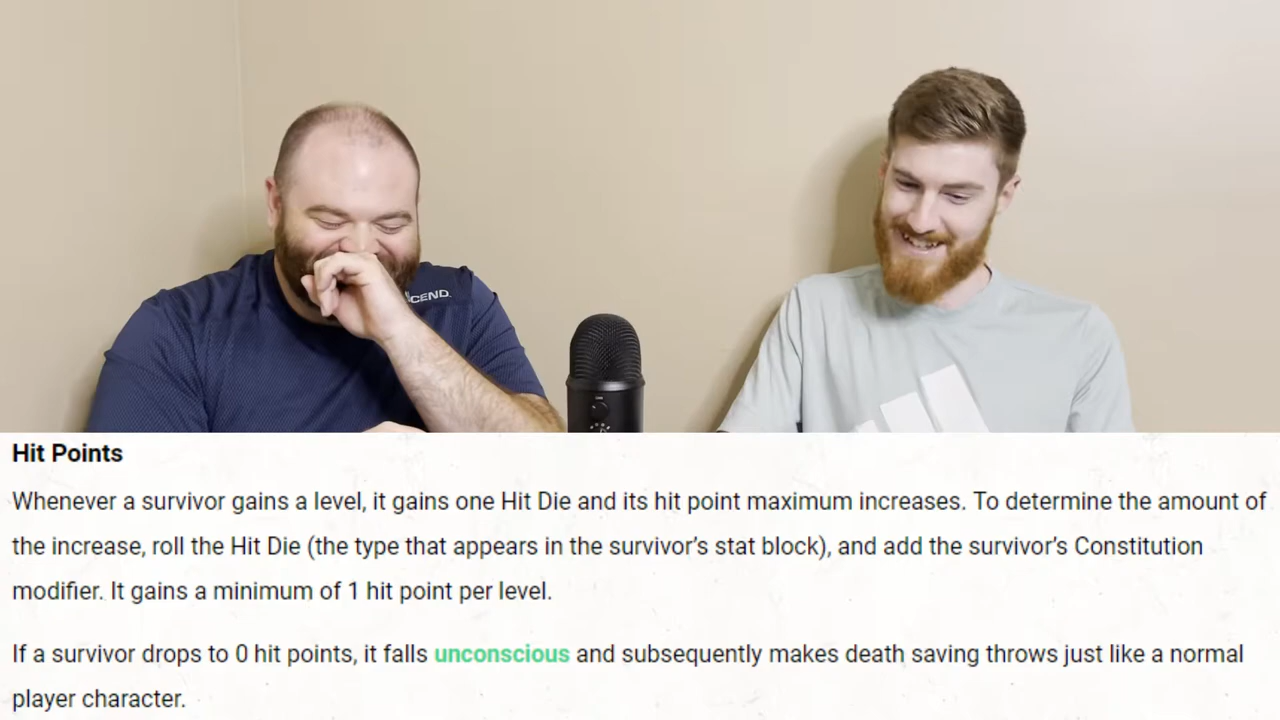 CEND.
Hit Points
Whenever a survivor gains a level, it gains one Hit Die and its hit point maximum increases. To determine the amount of
the increase, roll the Hit Die (the type that appears in the survivor’s stat block), and add the survivor’s Constitution
modifier. It gains a minimum of 1 hit point per level.
If a survivor drops to 0 hit points, it falls unconscious and subsequently makes death saving throws just like a normal
player character.